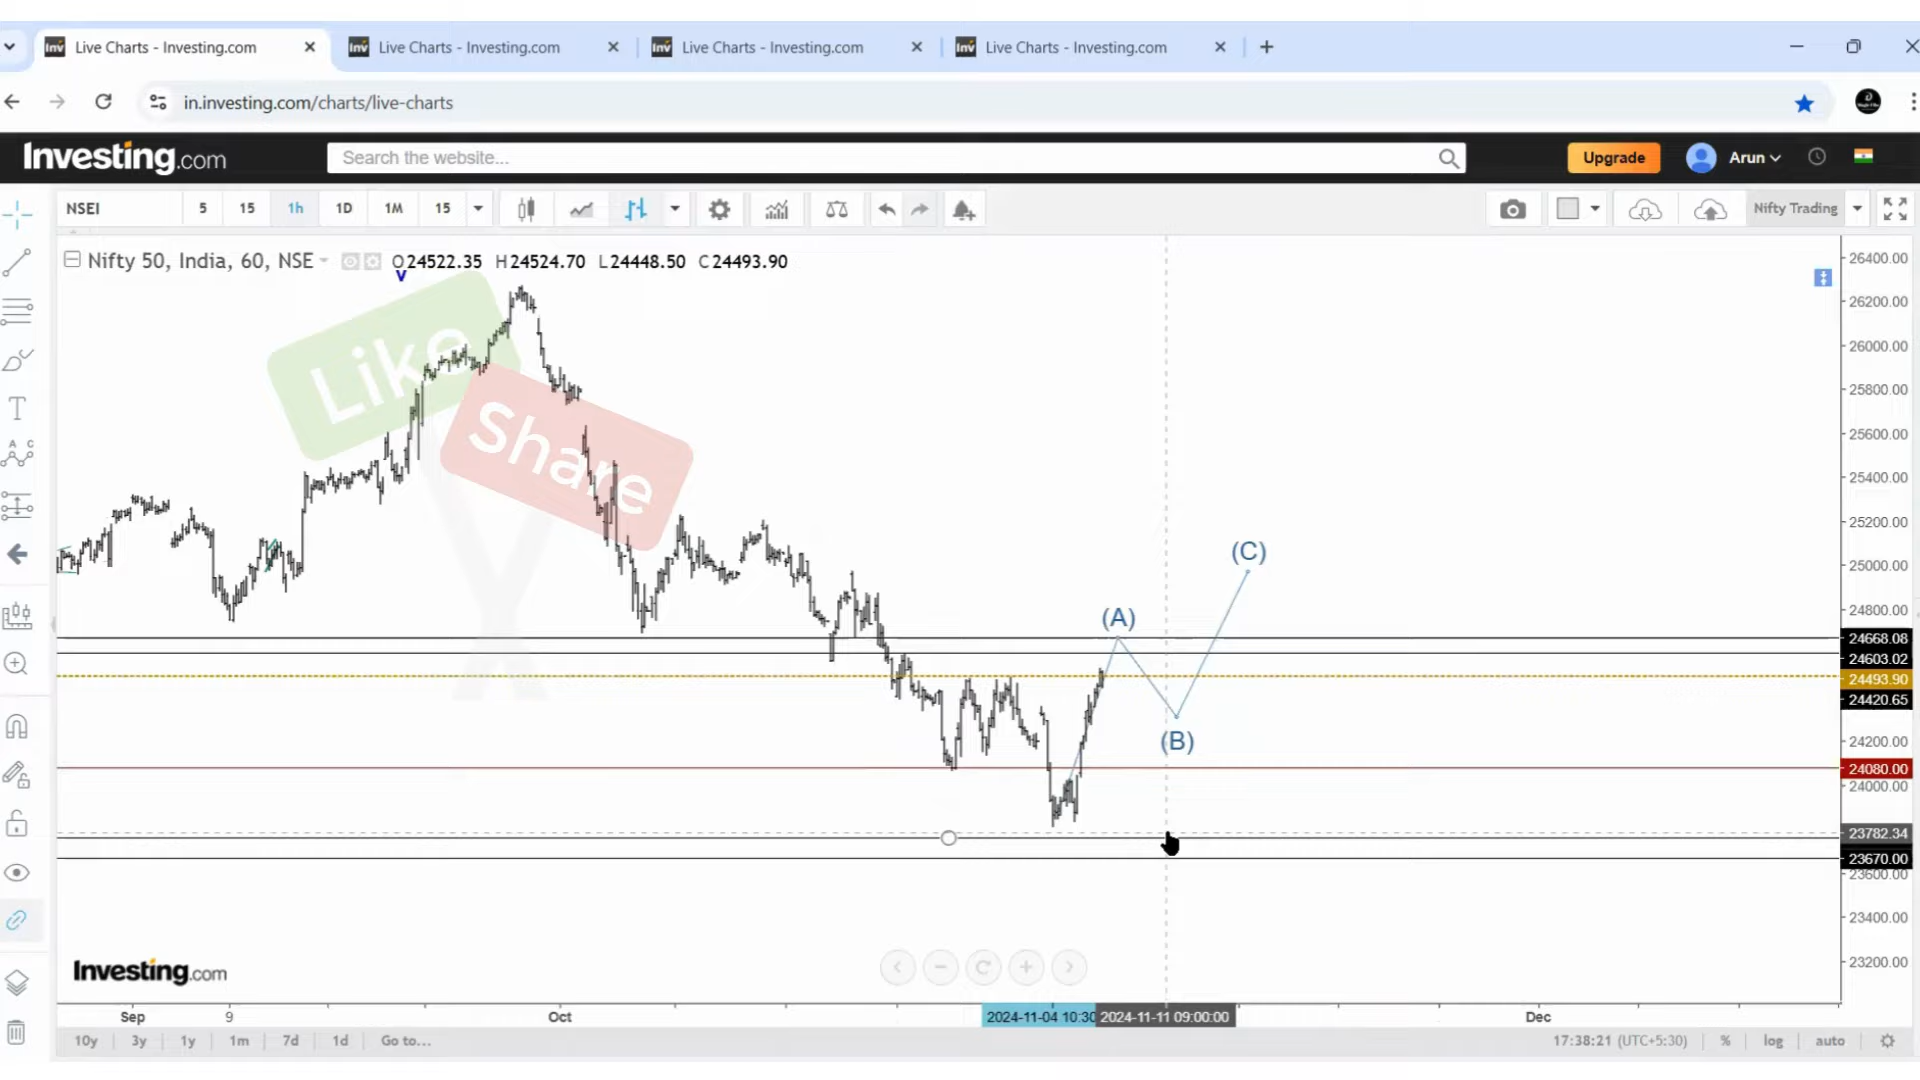 Live Charts - Investing.com
Live Charts - Investing.com
Live Charts - Investing.com
Live Charts - Investing.com
in.investing.com/charts/live-charts
Investing.com
Search the website...
Upgrade
Arun
NSEI
5
15
1h
1D
1M
15
Nifty Trading
Nifty 50, India, 60, NSE
O24522.35 H24524.70 L24448.50 C24493.90
v
Like
Share
(A)
(B)
(C)
26400.00
26200.00
26000.00
25800.00
25600.00
25400.00
25200.00
25000.00
24800.00
24668.08
24603.02
24493.90
24420.65
24200.00
24080.00
24000.00
23782.34
23670.00
23600.00
23400.00
23200.00
Investing.com
Sep
9
Oct
2024-11-04 10:30
2024-11-11 09:00:00
Dec
10y
3y
1y
1m
7d
1d
Go to...
17:38:21 (UTC+5:30)
%
log
auto